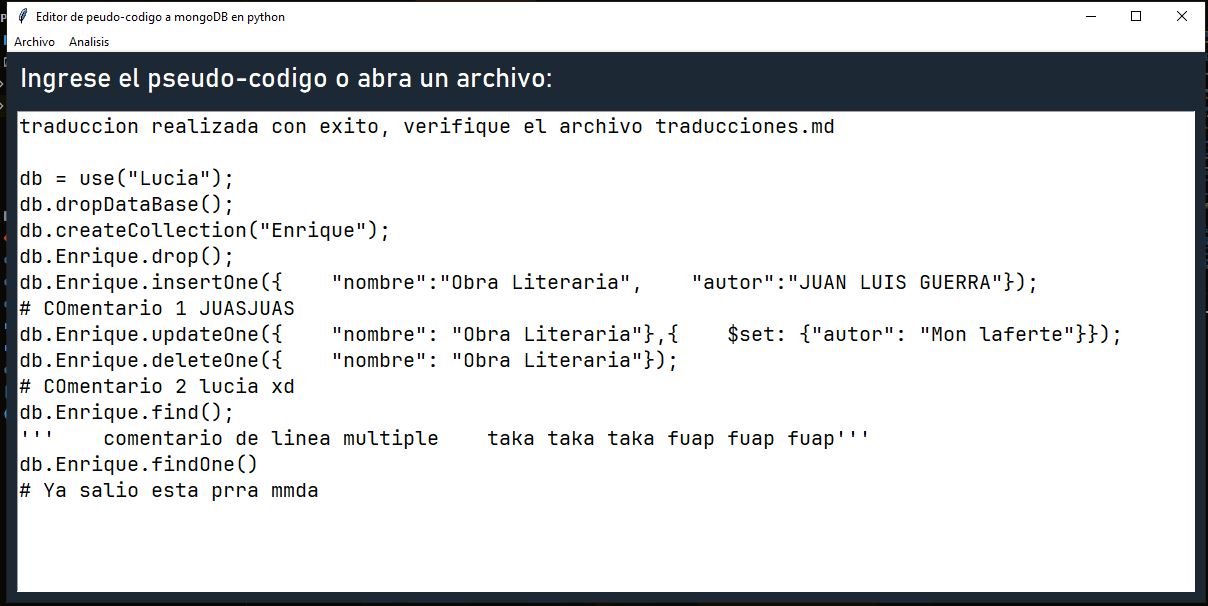 Editor de peudo-codigo a mongoDB en python
Archivo Analisis
Ingrese el pseudo-codigo o abra un archivo:
traduccion realizada con exito, verifique el archivo traducciones.md
db = use("Lucia");
db.dropDataBase();
db.createCollection("Enrique");
db.Enrique.drop();
db.Enrique.insertOne({    "nombre":"Obra Literaria",    "autor":"JUAN LUIS GUERRA"});
# COmentario 1 JUASJUAS
db.Enrique.updateOne({    "nombre": "Obra Literaria"},{    $set: {"autor": "Mon laferte"}});
db.Enrique.deleteOne({    "nombre": "Obra Literaria"});
# COmentario 2 lucia xd
db.Enrique.find();
'''    comentario de linea multiple    taka taka taka fuap fuap fuap'''
db.Enrique.findOne()
# Ya salio esta prra mmda